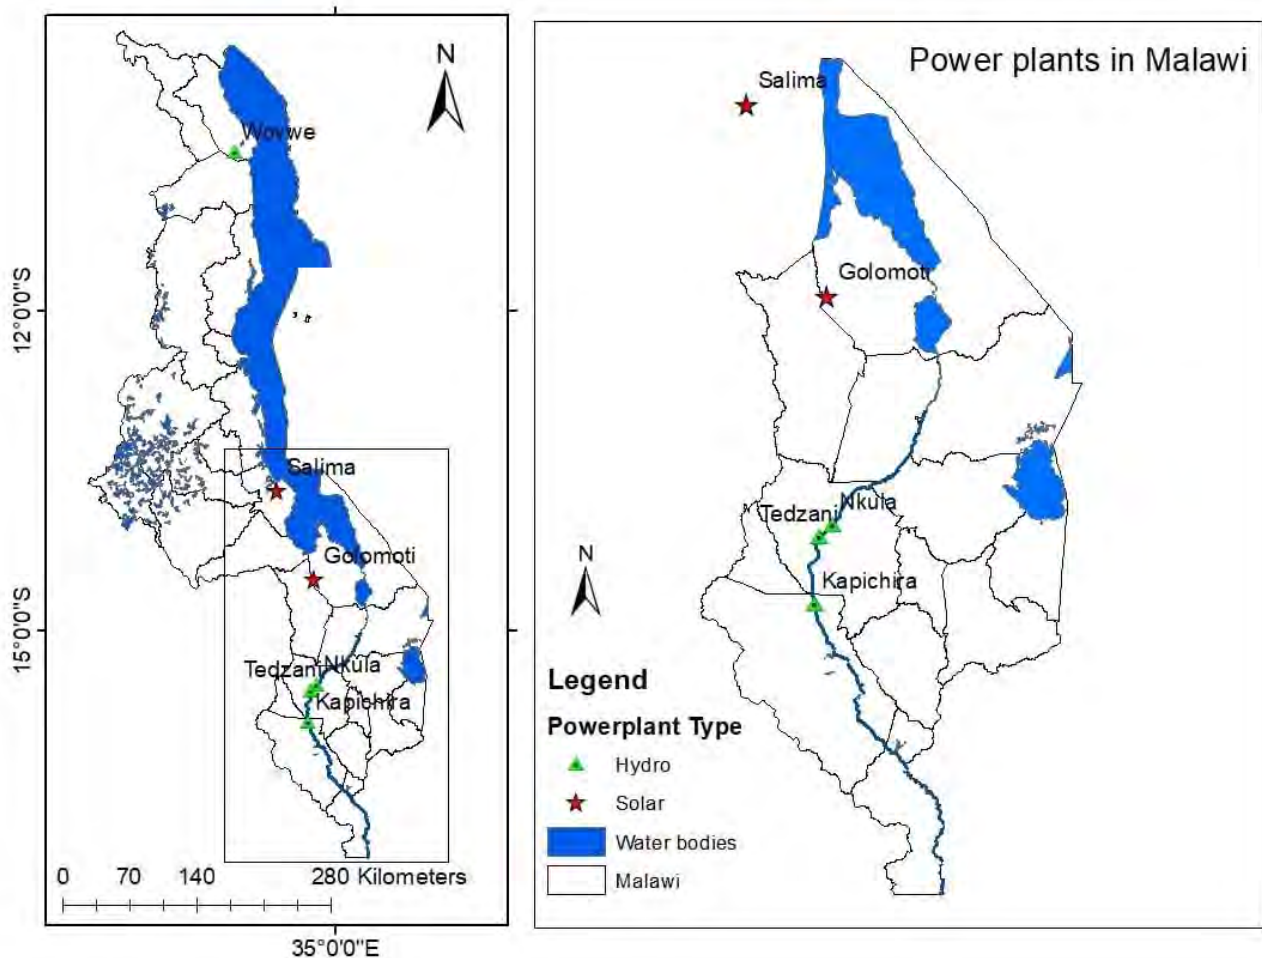 N
Wovwe
12°0'0"S
Salima
Golomoti
15°0'0"S
Tedzani
Nkula
Kapichira
0 70 140 280 Kilometers
35°0'0"E
Power plants in Malawi
Salima
Golomoti
Nkula
Tedzani
Kapichira
N
Legend
Powerplant Type
Hydro
Solar
Water bodies
Malawi